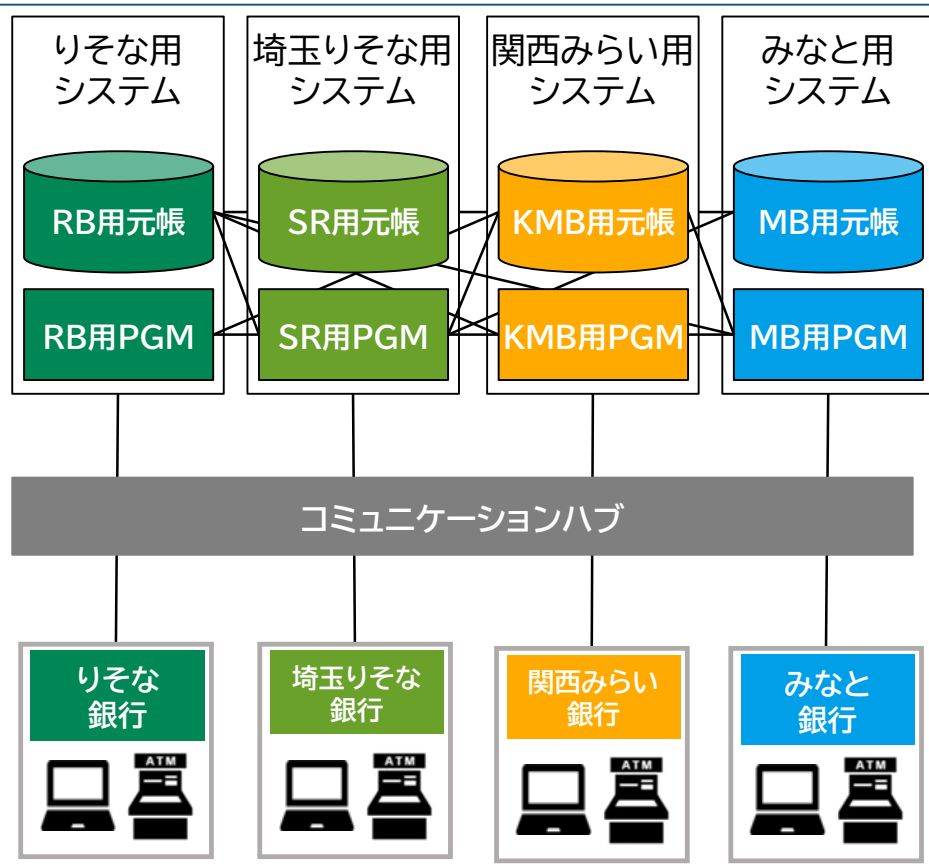 りそな用
システム
埼玉りそな用
システム
関西みらい用
システム
みなと用
システム
RB用元帳
SR用元帳
KMB用元帳
MB用元帳
RB用PGM
SR用PGM
KMB用PGM
MB用PGM
コミュニケーションハブ
りそな
銀行
埼玉りそな
銀行
関西みらい
銀行
みなと
銀行
ATM
ATM
ATM
ATM